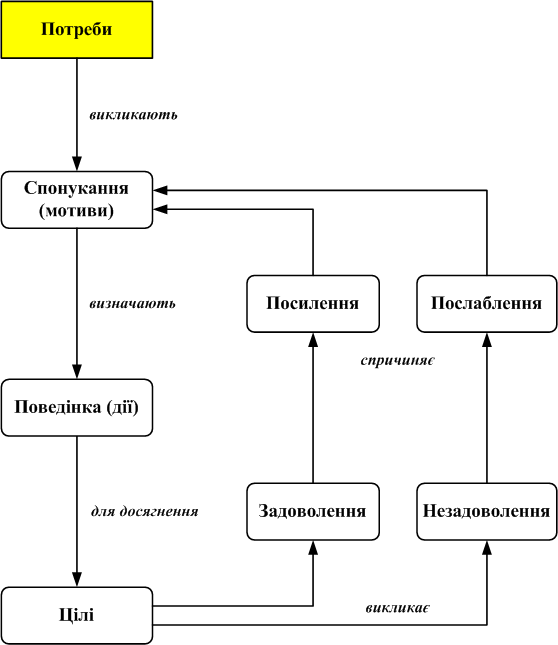 Потреби
викликають
Спонукання
(мотиви)
визначають
Посилення
Послаблення
спричиняє
Поведінка (дії)
для досягнення
Задоволення
Незадоволення
викликає
Цілі